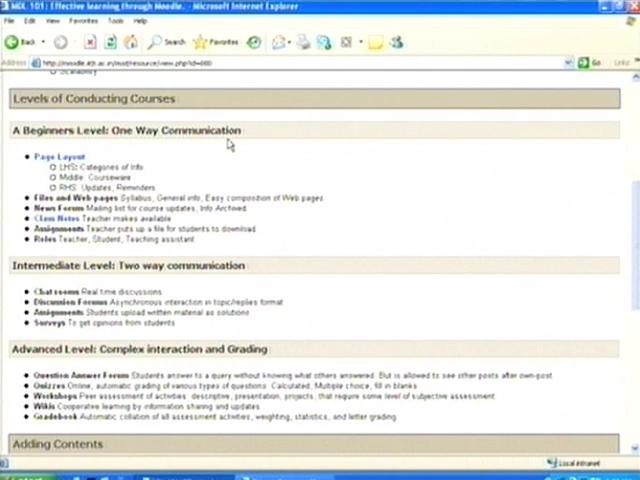 MDL 101: Effective learning through Moodle. - Microsoft Internet Explorer
File Edit View Favorites Tools Help
Back Search Favorites
Address Go Links
Scalability
Levels of Conducting Courses
A Beginners Level: One Way Communication
Page Layout
LHS: Categories of Info
Middle: Courseware
RHS: Updates, Reminders
Files and Web pages Syllabus, General info, Easy composition of Web pages
News Forum Mailing list for course updates, Info Archived
Class Notes Teacher makes available
Assignments Teacher puts up a file for students to download
Roles Teacher, Student, Teaching assistant
Intermediate Level: Two way communication
Chat rooms Real time discussions
Discussion Forums Asynchronous interaction in topic/replies format
Assignments Students upload written material as solutions
Surveys To get opinions from students
Advanced Level: Complex interaction and Grading
Question Answer Forum Students answer to a query without knowing what others answered. But is allowed to see other posts after own-post
Quizzes Online, automatic grading of various types of questions. Calculated, Multiple choice, fill in blanks
Workshops Peer assessment of activities: descriptive, presentation, projects, that require some level of subjective assessment
Wikis Cooperative learning by information sharing and updates
Gradebook Automatic collation of all assessment activities, weighting, statistics, and letter grading
Adding Contents
Local intranet